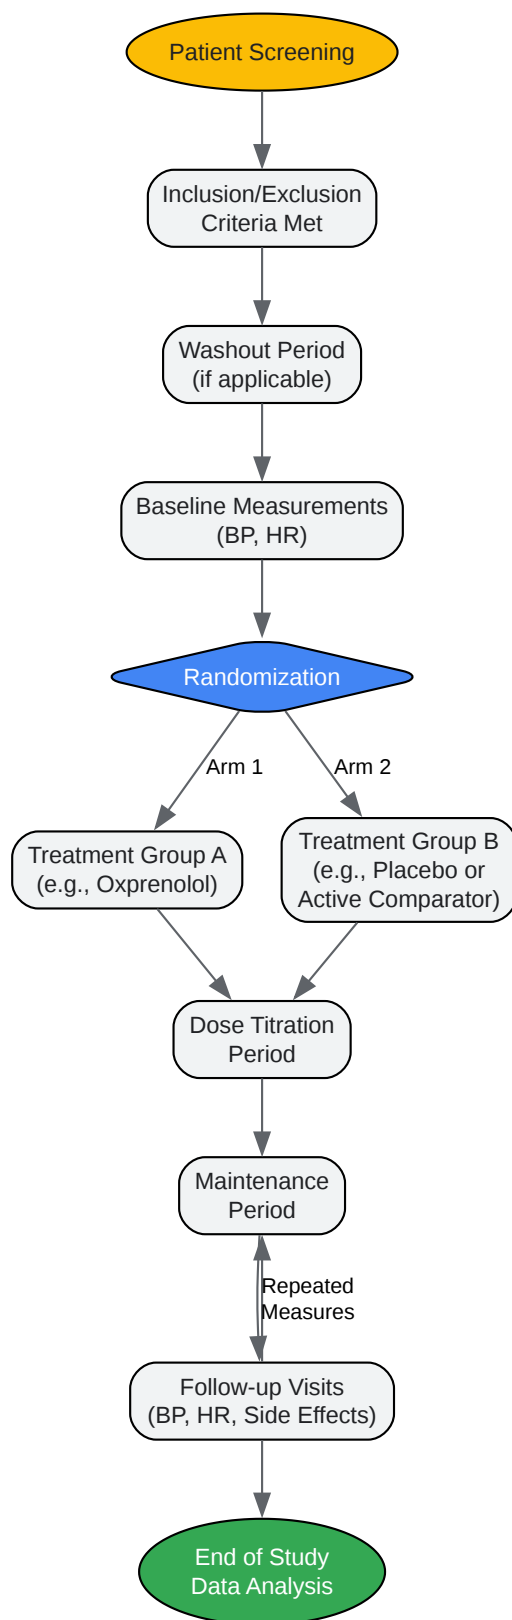 Patient Screening
Inclusion/Exclusion
Criteria Met
Washout Period
(if applicable)
Baseline Measurements
(BP, HR)
Randomization
Arm 1
Arm 2
Treatment Group A
(e.g., Oxprenolol)
Treatment Group B
(e.g., Placebo or
Active Comparator)
Dose Titration
Period
Maintenance
Period
Repeated
Measures
Follow-up Visits
(BP, HR, Side Effects)
End of Study
Data Analysis